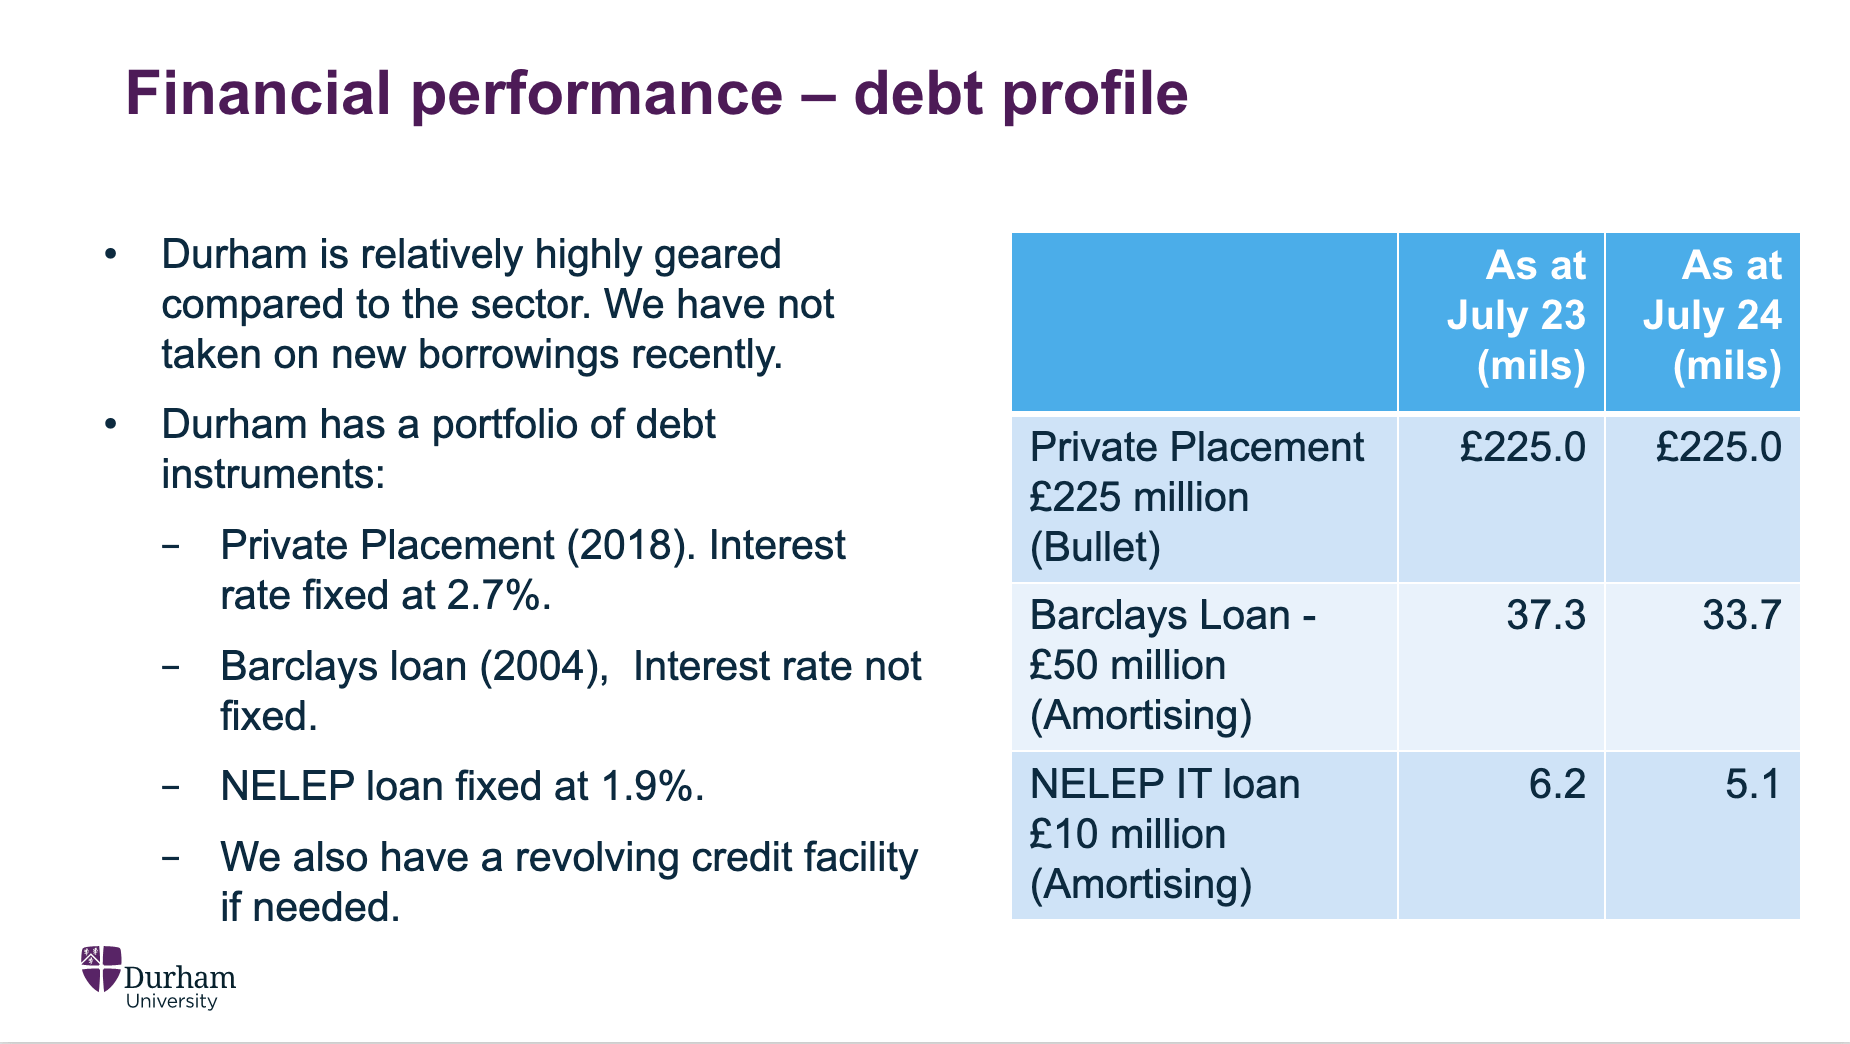 Financial performance – debt profile
• Durham is relatively highly geared
compared to the sector. We have not
taken on new borrowings recently.
• Durham has a portfolio of debt
instruments:
− Private Placement (2018). Interest
rate fixed at 2.7%.
− Barclays loan (2004),  Interest rate not
fixed.
− NELEP loan fixed at 1.9%.
− We also have a revolving credit facility
if needed.
As at As at
July 23 July 24
(mils) (mils)
Private Placement £225.0 £225.0
£225 million
(Bullet)
Barclays Loan - 37.3 33.7
£50 million
(Amortising)
NELEP IT loan 6.2 5.1
£10 million
(Amortising)
Durham
University